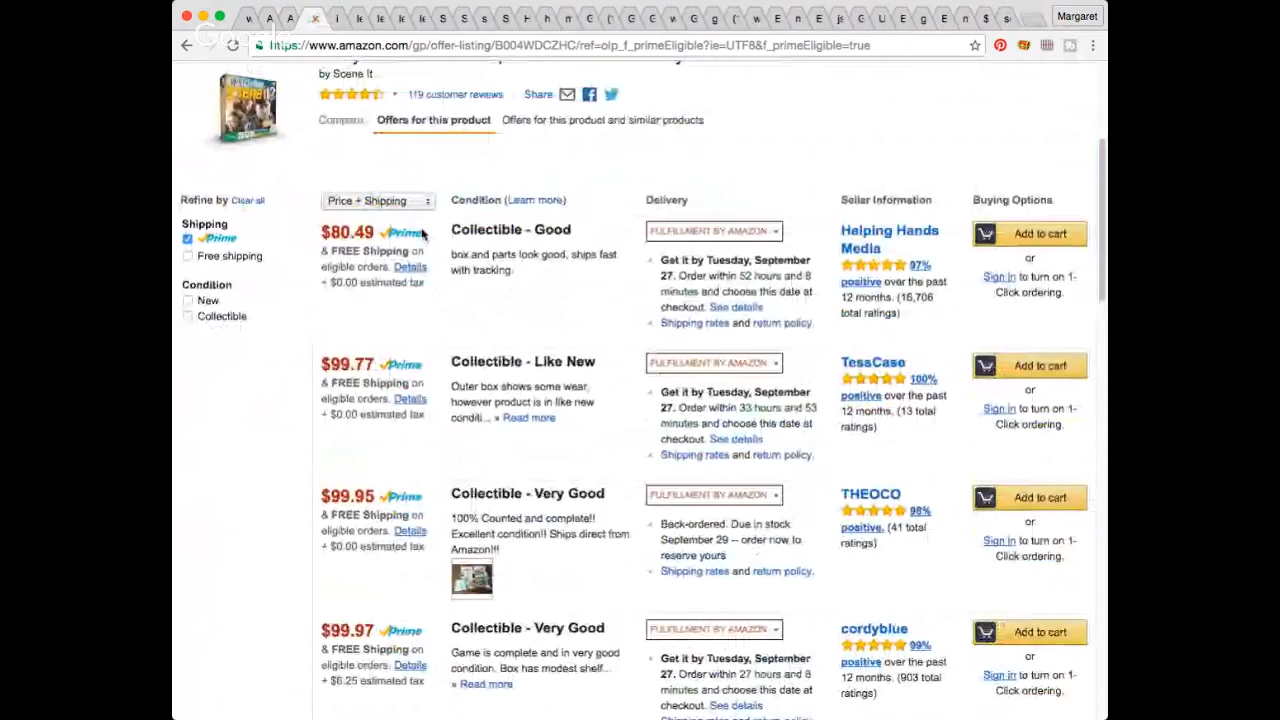 Margaret
https://www.amazon.com/gp/offer-listing/B004WDCZHC/ref=olp_f_primeEligible?ie=UTF8&f_primeEligible=true
by Scene It
119 customer reviews Share
Offers for this product Offers for this product and similar products
Refine by Clear all
Price + Shipping Condition (Learn more) Delivery Seller Information Buying Options
Shipping
Prime
Free shipping
Condition
New
Collectible
$80.49 Prime
& FREE Shipping on
eligible orders. Details
+ $0.00 estimated tax
Collectible - Good
box and parts look good, ships fast
with tracking.
FULFILLMENT BY AMAZON
Get it by Tuesday, September
27. Order within 52 hours and 8
minutes and choose this date at
checkout. See details
Shipping rates and return policy.
Helping Hands
Media
97%
positive over the past
12 months. (16,706
total ratings)
Add to cart
or
Sign in to turn on 1-
Click ordering.
$99.77 Prime
& FREE Shipping on
eligible orders. Details
+ $0.00 estimated tax
Collectible - Like New
Outer box shows some wear,
however product is in like new
conditi... » Read more
FULFILLMENT BY AMAZON
Get it by Tuesday, September
27. Order within 33 hours and 53
minutes and choose this date at
checkout. See details
Shipping rates and return policy.
TessCase
100%
positive over the past
12 months. (13 total
ratings)
Add to cart
or
Sign in to turn on 1-
Click ordering.
$99.95 Prime
& FREE Shipping on
eligible orders. Details
+ $0.00 estimated tax
Collectible - Very Good
100% Counted and complete!!
Excellent condition!! Ships direct from
Amazon!!!
FULFILLMENT BY AMAZON
Back-ordered. Due in stock
September 29 -- order now to
reserve yours
Shipping rates and return policy.
THEOCO
98%
positive. (41 total
ratings)
Add to cart
or
Sign in to turn on 1-
Click ordering.
$99.97 Prime
& FREE Shipping on
eligible orders. Details
+ $6.25 estimated tax
Collectible - Very Good
Game is complete and in very good
condition. Box has modest shelf...
» Read more
FULFILLMENT BY AMAZON
Get it by Tuesday, September
27. Order within 27 hours and 8
minutes and choose this date at
checkout. See details
cordyblue
99%
positive over the past
12 months. (903 total
ratings)
Add to cart
or
Sign in to turn on 1-
Click ordering.